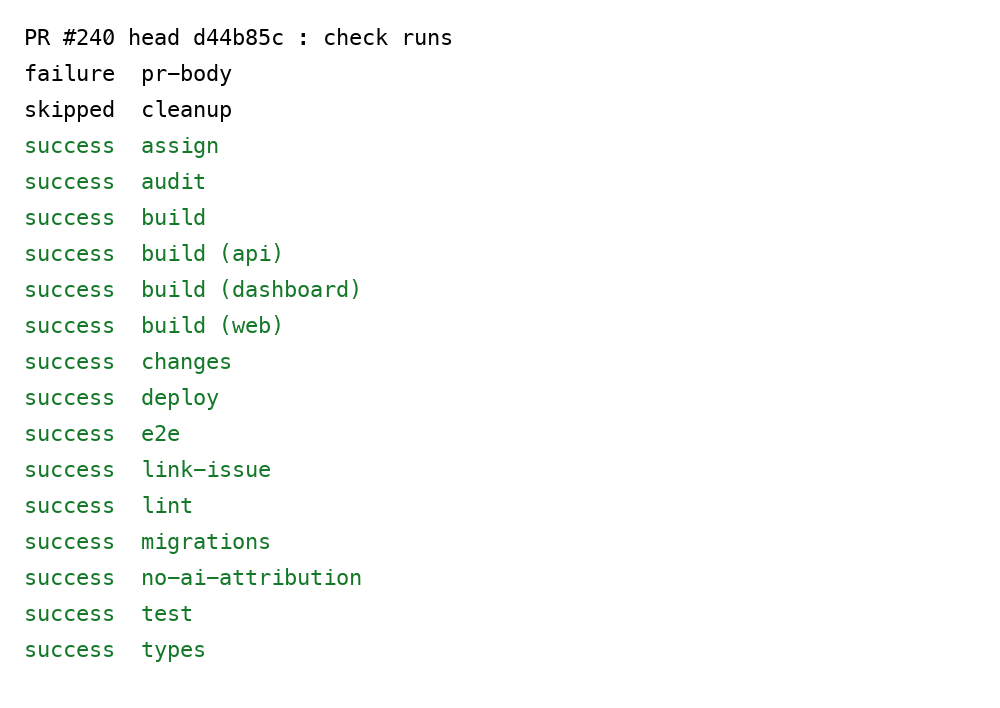 PR #240 head d44b85c : check runs
failure  pr-body
skipped  cleanup
success  assign
success  audit
success  build
success  build (api)
success  build (dashboard)
success  build (web)
success  changes
success  deploy
success  e2e
success  link-issue
success  lint
success  migrations
success  no-ai-attribution
success  test
success  types